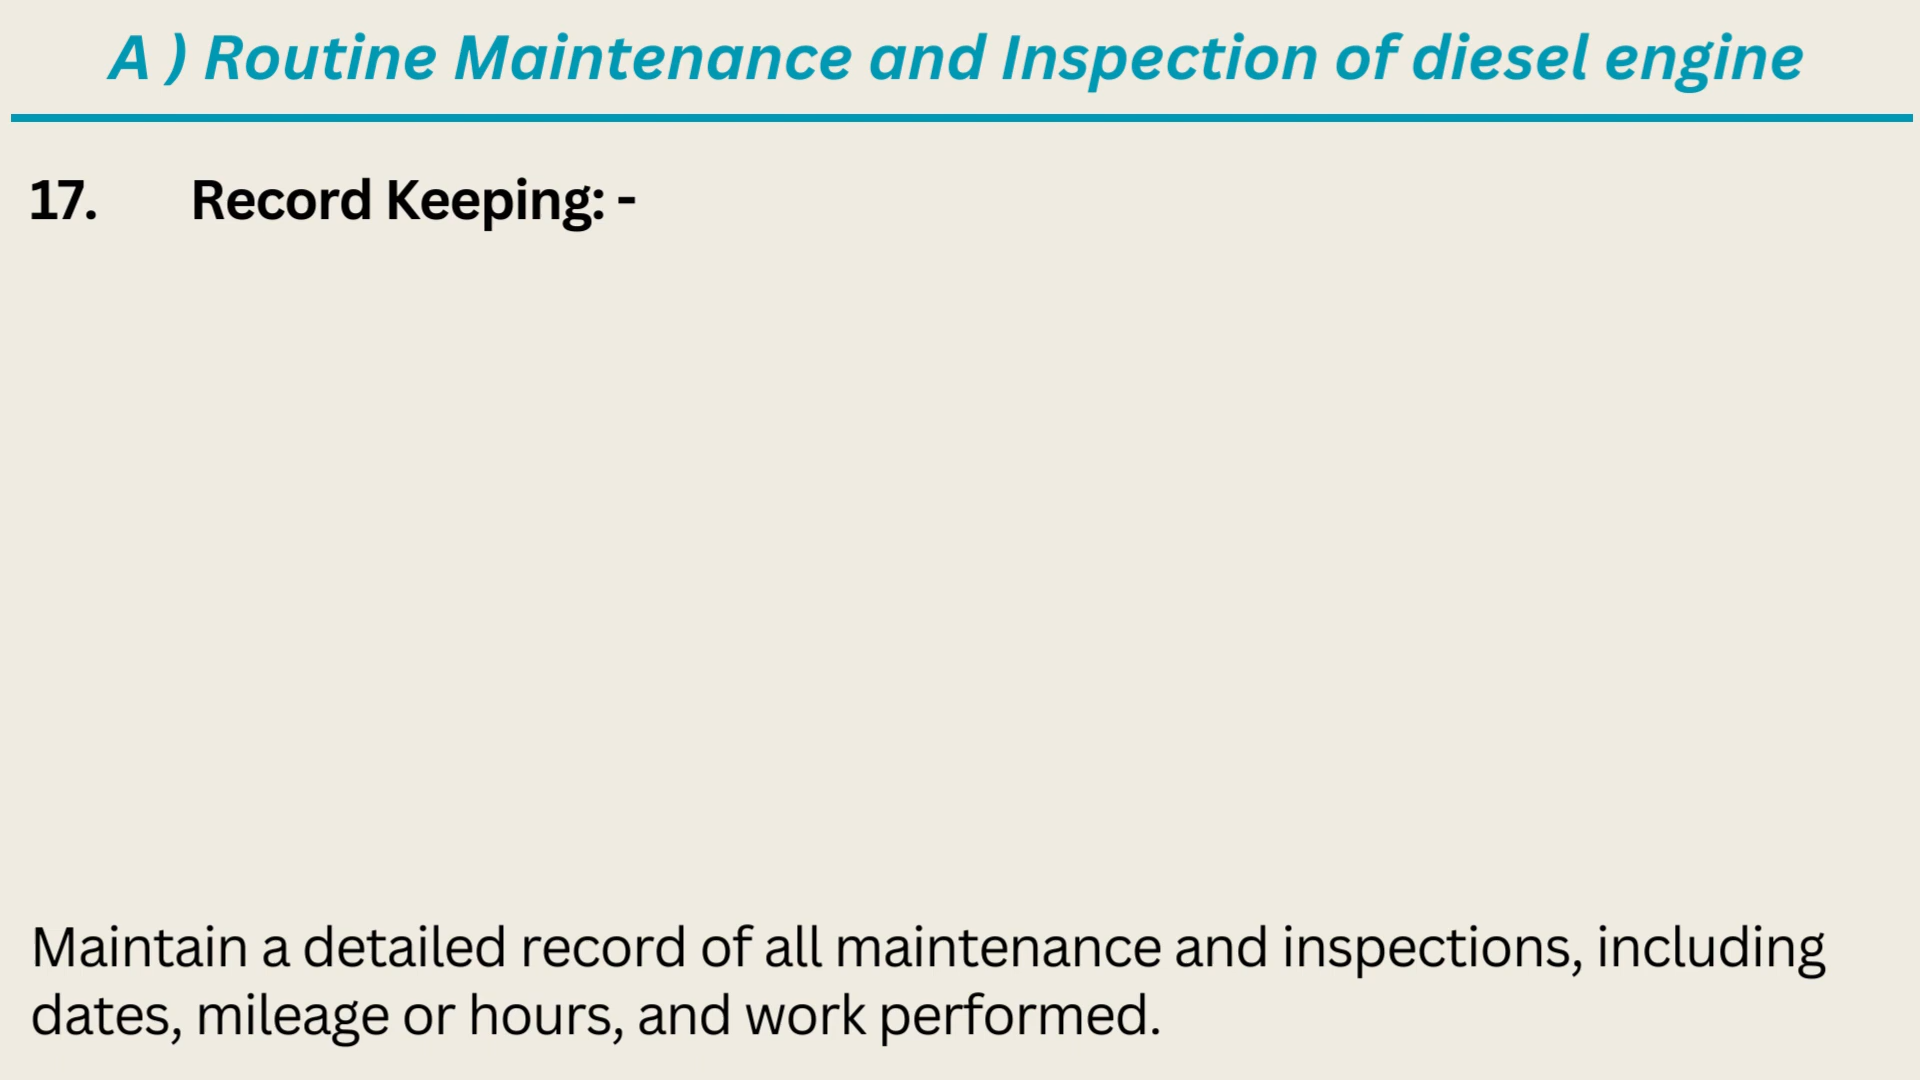 A ) Routine Maintenance and Inspection of diesel engine
17. Record Keeping: -
Maintain a detailed record of all maintenance and inspections, including
dates, mileage or hours, and work performed.